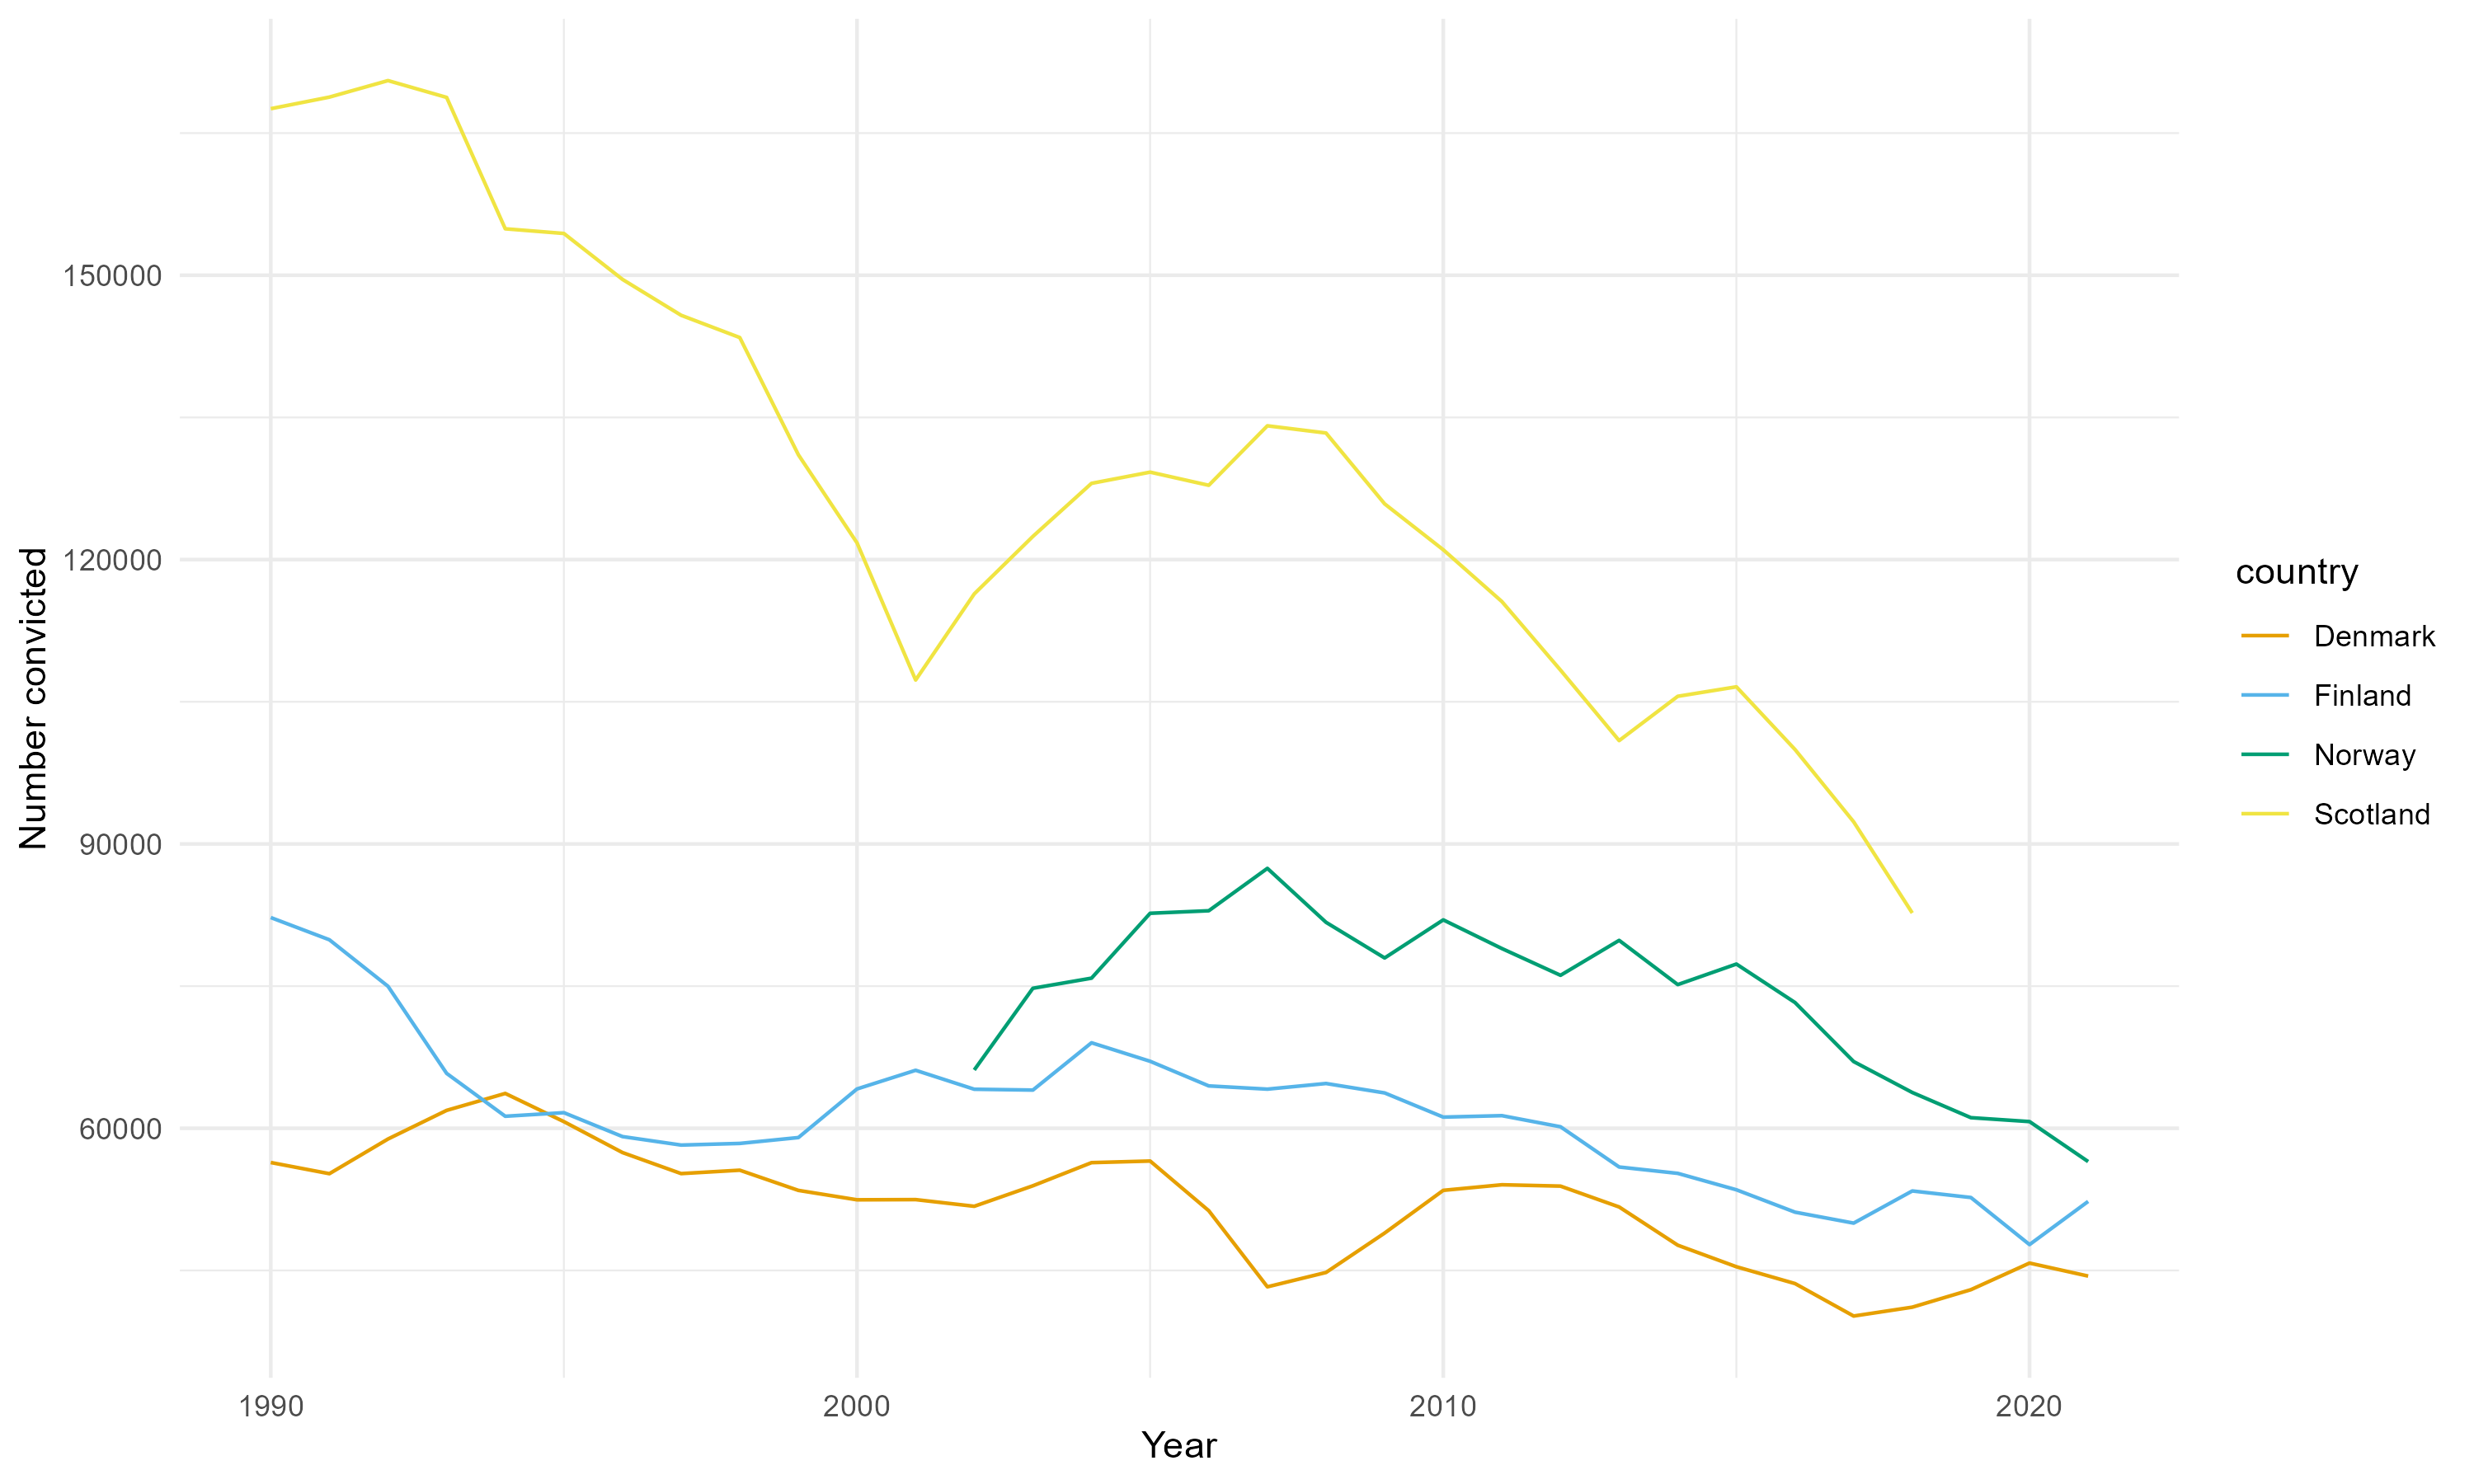 Number convicted
150000
120000
90000
60000
1990 2000 2010 2020
Year
country
Denmark
Finland
Norway
Scotland